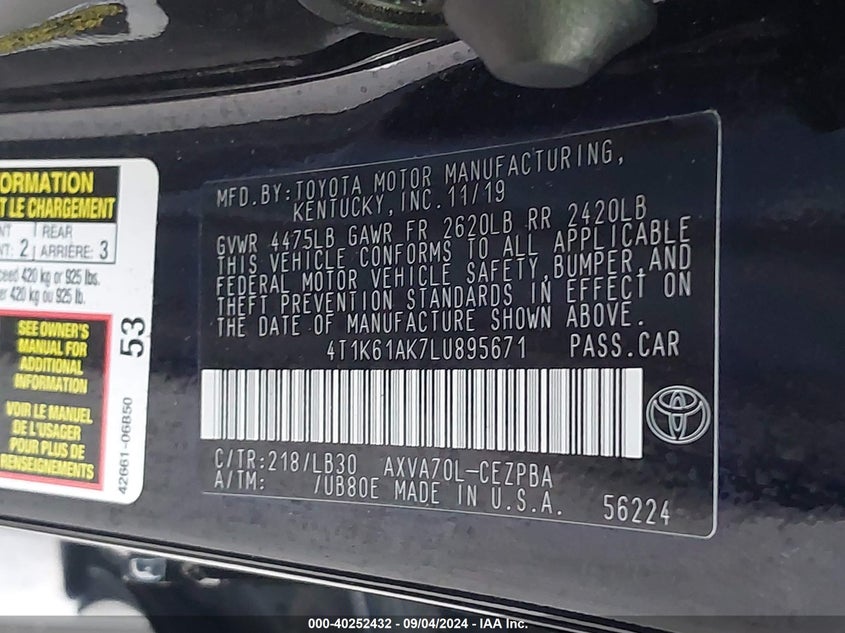 ORMATION
T LE CHARGEMENT
NT : 2 REAR
ARRIÈRE: 3
ceed 420 kg or 925 lbs.
er 420 kg ou 925 lb.
SEE OWNER'S
MANUAL FOR
ADDITIONAL
INFORMATION
VOIR LE MANUEL
DE L'USAGER
POUR PLUS DE
RENSEIGNEMENTS
53
42661-06B50
MFD.BY:TOYOTA MOTOR MANUFACTURING,
KENTUCKY, INC. 11/19
GVWR 4475LB GAWR FR 2620LB RR 2420LB
THIS VEHICLE CONFORMS TO ALL APPLICABLE
FEDERAL MOTOR VEHICLE SAFETY,BUMPER,AND
THEFT PREVENTION STANDARDS IN EFFECT ON
THE DATE OF MANUFACTURE SHOWN ABOVE.
4T1K61AK7LU895671 PASS.CAR
C/TR:218/LB30 AXVA70L-CEZPBA
A/TM: /UB80E MADE IN U.S.A. 56224
000-40252432 - 09/04/2024 - IAA Inc.